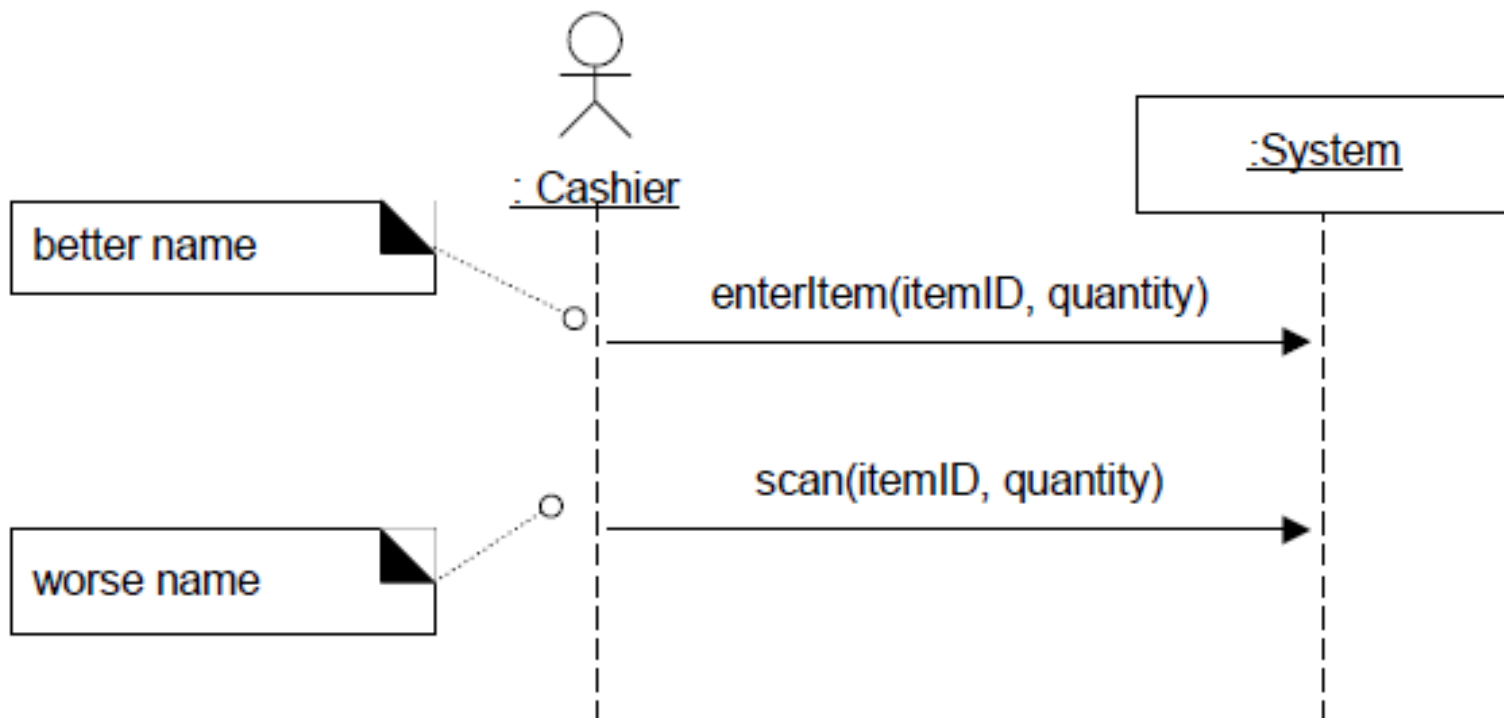 : Cashier
:System
better name
enterItem(itemID, quantity)
scan(itemID, quantity)
worse name